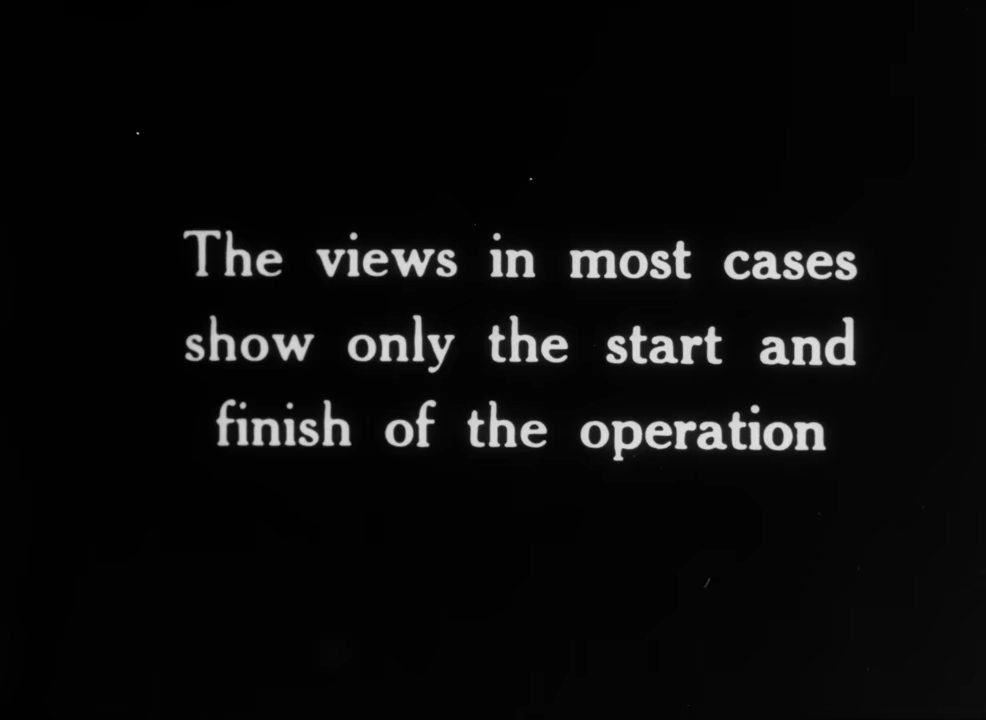 The views in most cases
show only the start and
finish of the operation